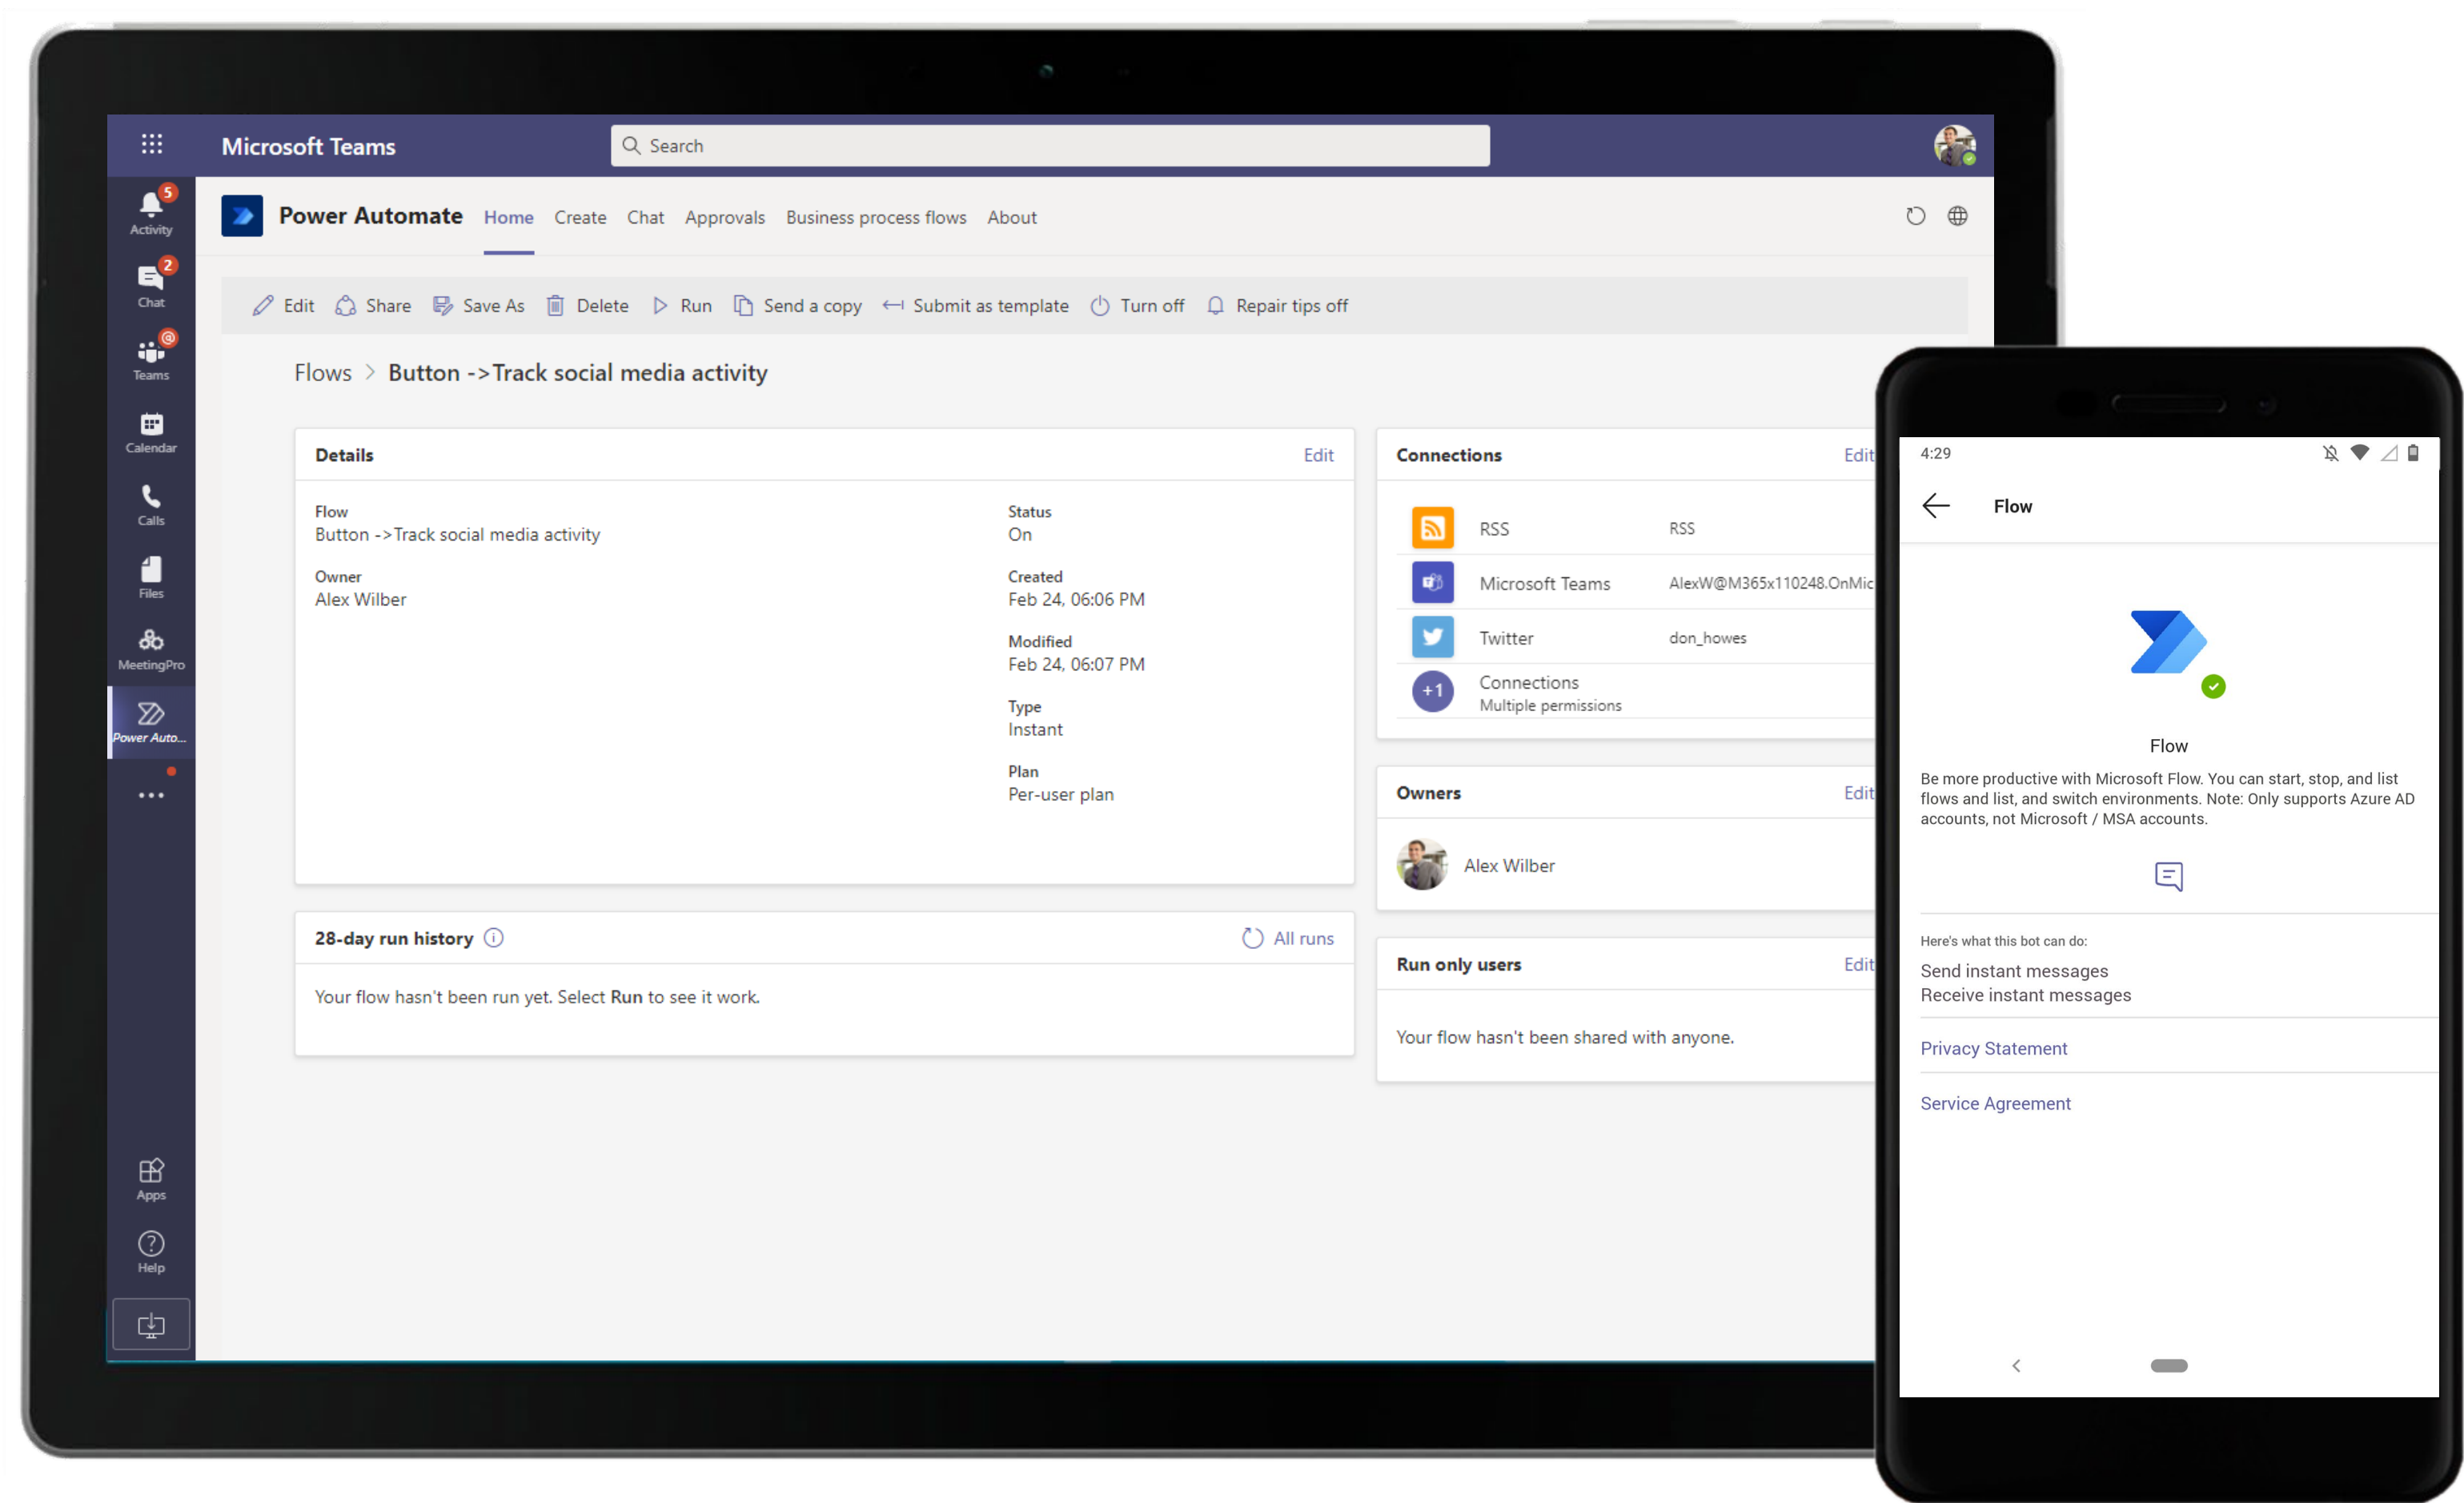 Microsoft Teams
Search
5
Activity
2
Chat
@
Teams
Calendar
Calls
Files
MeetingPro
Power Auto...
Apps
Help
Power Automate Home Create Chat Approvals Business process flows About
Edit Share Save As Delete Run Send a copy Submit as template Turn off Repair tips off
Flows > Button ->Track social media activity
Details Edit
Flow
Button ->Track social media activity
Owner
Alex Wilber
Status
On
Created
Feb 24, 06:06 PM
Modified
Feb 24, 06:07 PM
Type
Instant
Plan
Per-user plan
28-day run history All runs
Your flow hasn't been run yet. Select Run to see it work.
Connections Edit
RSS RSS
Microsoft Teams AlexW@M365x110248.OnMic
Twitter don_howes
+1 Connections
Multiple permissions
Owners Edit
Alex Wilber
Run only users Edit
Your flow hasn't been shared with anyone.
4:29
Flow
Flow
Be more productive with Microsoft Flow. You can start, stop, and list
flows and list, and switch environments. Note: Only supports Azure AD
accounts, not Microsoft / MSA accounts.
Here's what this bot can do:
Send instant messages
Receive instant messages
Privacy Statement
Service Agreement